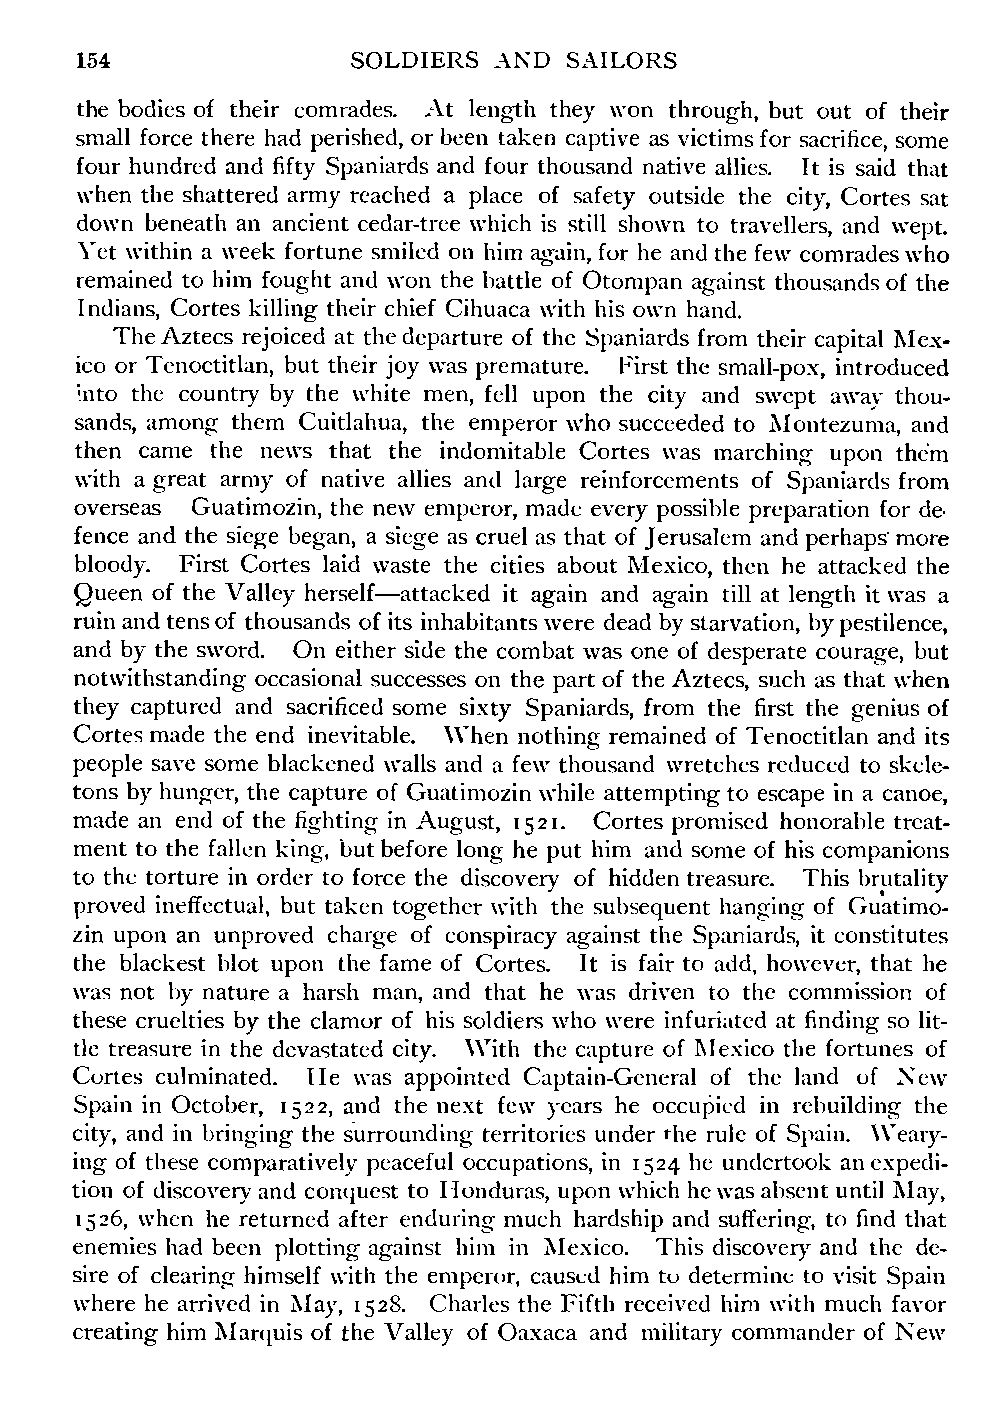 154 SOLDIERS AND SAILORS
the bodies of their comrades. At length they won through, but out of their
small force there had perished, or been taken captive as victims for sacrifice, some
four hundred and fifty Spaniards and four thousand native allies. It is said that
when the shattered army reached a place of safety outside the city, Cortes sat
down beneath an ancient cedar-tree which is still shown to travellers, and wept.
Yet within a week fortune smiled on him again, for he and the few comrades who
remained to him fought and won the battle of Otompan against thousands of the
Indians, Cortes killing their chief Cihuaca with his own hand.
The Aztecs rejoiced at the departure of the Spaniards from their capital Mex-
ico or Tenoctitlan, but their joy was premature. First the small-pox, introduced
into the country by the white men, fell upon the city and swept away thou-
sands, among them Cuitlahua, the emperor who succeeded to Montezuma, and
then came the news that the indomitable Cortes was marching upon them
with a great army of native allies and large reinforcements of Spaniards from
overseas Guatimozin, the new emperor, made every possible preparation for de-
fence and the siege began, a siege as cruel as that of Jerusalem and perhaps more
bloody. First Cortes laid waste the cities about Mexico, then he attacked the
Queen of the Valley herself—attacked it again and again till at length it was a
ruin and tens of thousands of its inhabitants were dead by starvation, by pestilence,
and by the sword. On either side the combat was one of desperate courage, but
notwithstanding occasional successes on the part of the Aztecs, such as that when
they captured and sacrificed some sixty Spaniards, from the first the genius of
Cortes made the end inevitable. When nothing remained of Tenoctitlan and its
people save some blackened walls and a few thousand wretches reduced to skele-
tons by hunger, the capture of Guatimozin while attempting to escape in a canoe,
made an end of the fighting in August, 1521. Cortes promised honorable treat-
ment to the fallen king, but before long he put him and some of his companions
to the torture in order to force the discovery of hidden treasure. This brutality
proved ineffectual, but taken together with the subsequent hanging of Guatimo-
zin upon an unproved charge of conspiracy against the Spaniards, it constitutes
the blackest blot upon the fame of Cortes. It is fair to add, however, that he
was not by nature a harsh man, and that he was driven to the commission of
these cruelties by the clamor of his soldiers who were infuriated at finding so lit-
tle treasure in the devastated city. With the capture of Mexico the fortunes of
Cortes culminated. He was appointed Captain-General of the land of New
Spain in October, 1522, and the next few years he occupied in rebuilding the
city, and in bringing the surrounding territories under the rule of Spain. Weary-
ing of these comparatively peaceful occupations, in 1524 he undertook an expedi-
tion of discovery and conquest to Honduras, upon which he was absent until May,
1526, when he returned after enduring much hardship and suffering, to find that
enemies had been plotting against him in Mexico. This discovery and the de-
sire of clearing himself with the emperor, caused him to determine to visit Spain
where he arrived in May, 1528. Charles the Fifth received him with much favor
creating him Marquis of the Valley of Oaxaca and military commander of New